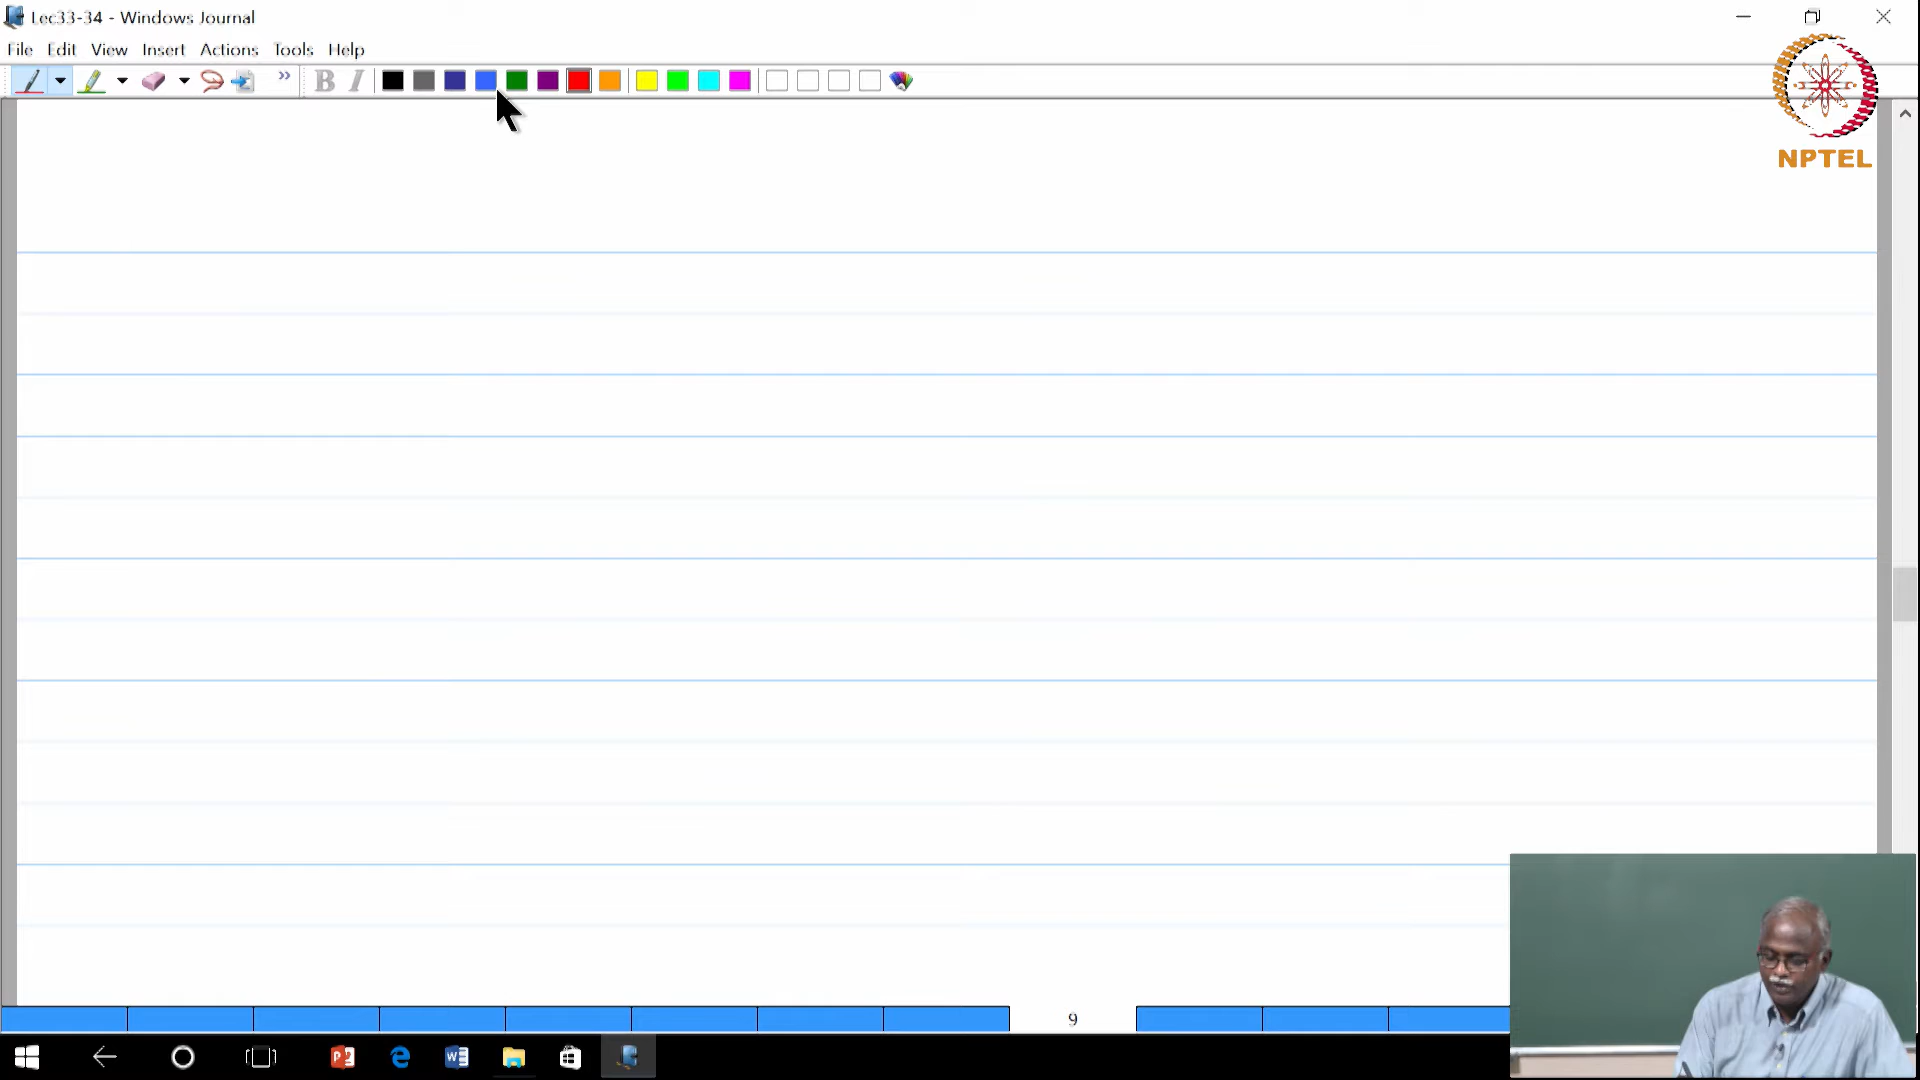 Lec33-34 - Windows Journal
File Edit View Insert Actions Tools Help
B I
NPTEL
9